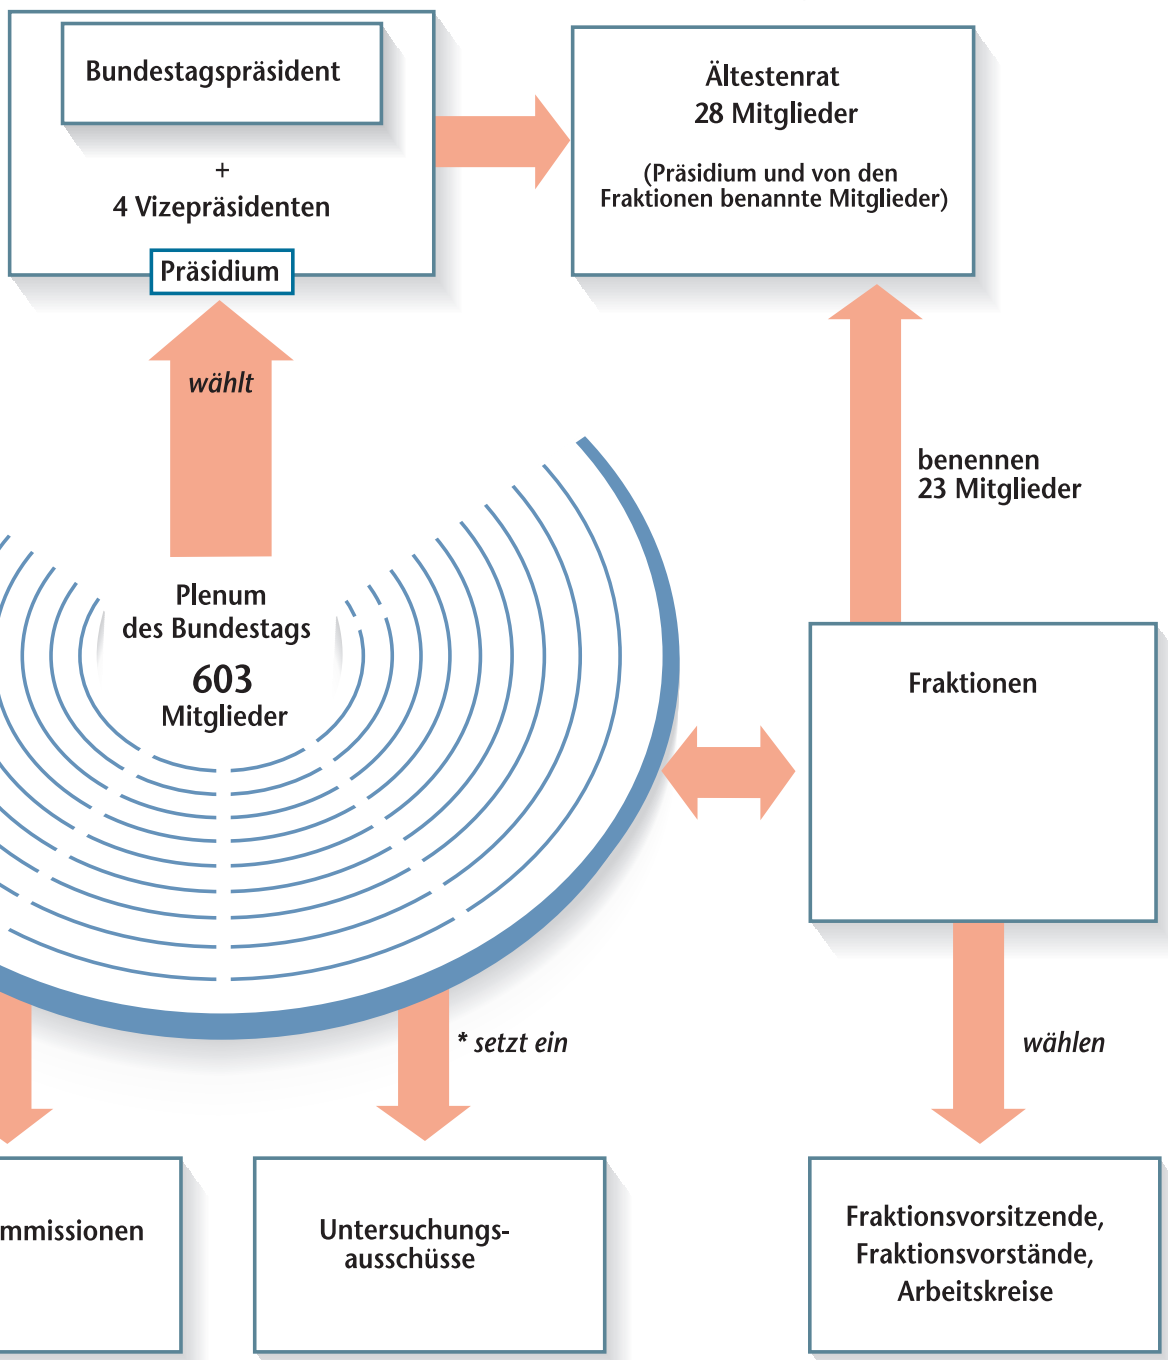 Bundestagspräsident
+
4 Vizepräsidenten
Präsidium
Ältestenrat
28 Mitglieder
(Präsidium und von den
Fraktionen benannte Mitglieder)
wählt
benennen
23 Mitglieder
Plenum
des Bundestags
603
Mitglieder
Fraktionen
* setzt ein
wählen
mmissionen
Untersuchungs-
ausschüsse
Fraktionsvorsitzende,
Fraktionsvorstände,
Arbeitskreise